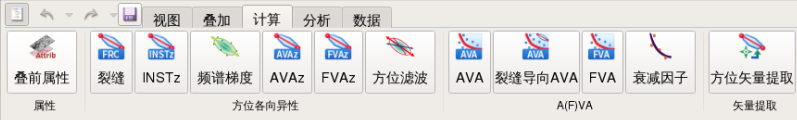 视图 叠加 计算 分析 数据
Attrib FRC INSTz AVAz FVAz AVA FVA
叠前属性 裂缝 INSTz 频谱梯度 AVAz FVAz 方位滤波 AVA 裂缝导向AVA FVA 衰减因子 方位矢量提取
属性 方位各向异性 A(F)VA 矢量提取